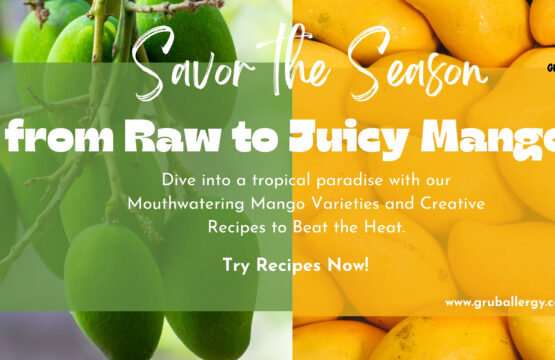 Savor the Season
from Raw to Juicy Mango
Dive into a tropical paradise with our
Mouthwatering Mango Varieties and Creative
Recipes to Beat the Heat.
Try Recipes Now!
www.gruballergy.c